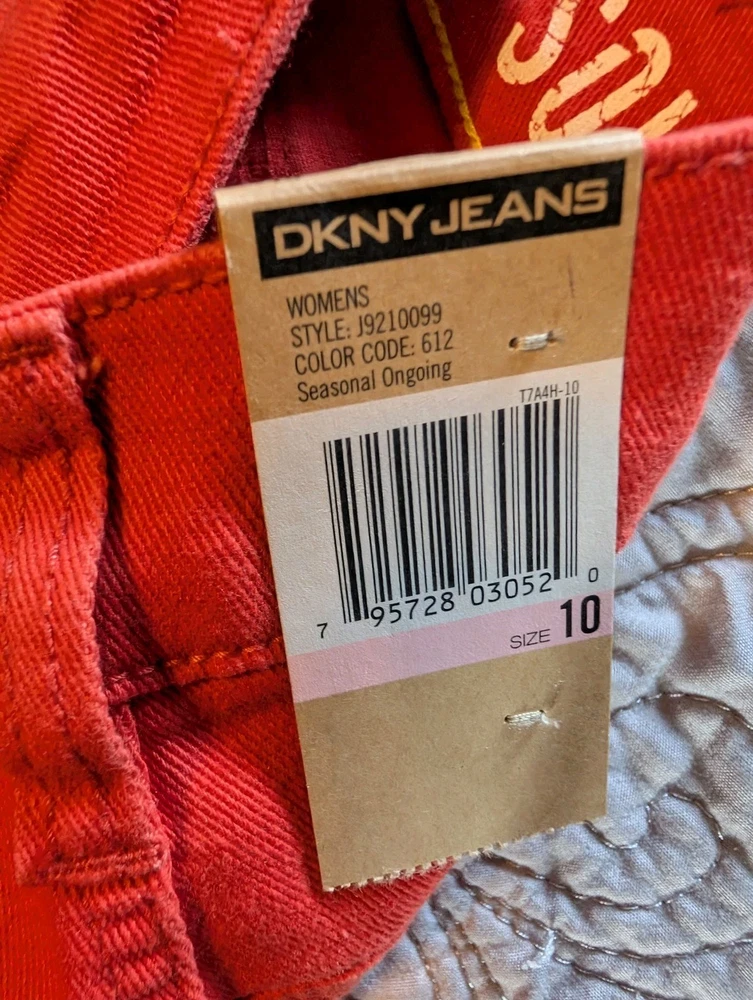 DKNY JEANS
WOMENS
STYLE: J9210099
COLOR CODE: 612
Seasonal Ongoing
T7A4H-10
7 95728 03052 0
SIZE 10